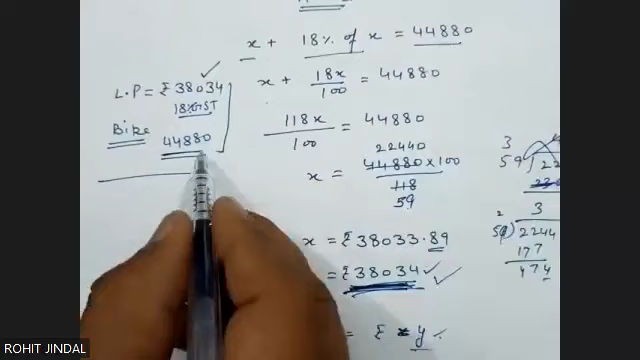 x + 18% of x = 44880
x + 18x/100 = 44880
118x/100 = 44880
22440
x = 44880 x 100
118
59
x = ₹38033.89
= ₹38034 ✓✓
= ₹ y.
L.P = ₹38034 ✓
18% GST
Bike
44880
3
59) 22
3
2
59) 2244
177
474
ROHIT JINDAL